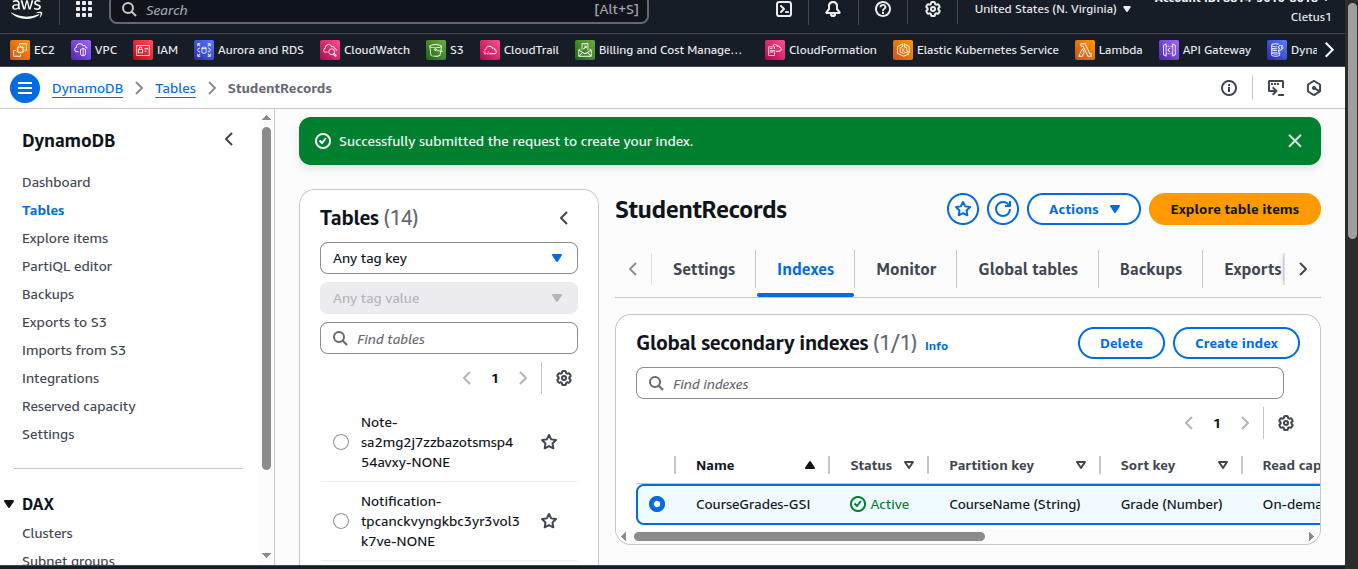 aws
Search [Alt+S]
United States (N. Virginia)
Cletus1
EC2 VPC IAM Aurora and RDS CloudWatch S3 CloudTrail Billing and Cost Manage... CloudFormation Elastic Kubernetes Service Lambda API Gateway Dyna
DynamoDB Tables StudentRecords
DynamoDB
Dashboard
Tables
Explore items
PartiQL editor
Backups
Exports to S3
Imports from S3
Integrations
Reserved capacity
Settings
DAX
Clusters
Subnet groups
Successfully submitted the request to create your index.
Tables (14)
Any tag key
Any tag value
Find tables
1
Note-
sa2mg2j7zzbazotsmsp4
54avxy-NONE
Notification-
tpcanckvyngkbc3yr3vol3
k7ve-NONE
StudentRecords
Actions
Explore table items
Settings Indexes Monitor Global tables Backups Exports
Global secondary indexes (1/1) Info
Delete
Create index
Find indexes
1
Name Status Partition key Sort key Read cap
CourseGrades-GSI Active CourseName (String) Grade (Number) On-dema